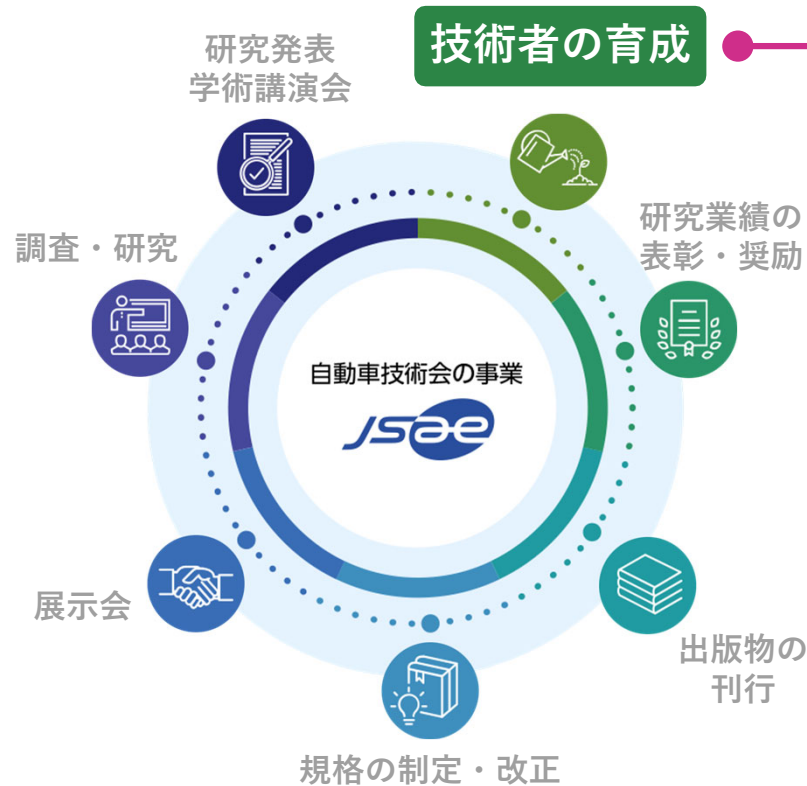 技術者の育成
研究発表
学術講演会
研究業績の
表彰・奨励
調査・研究
自動車技術会の事業
JSAE
展示会
出版物の
刊行
規格の制定・改正